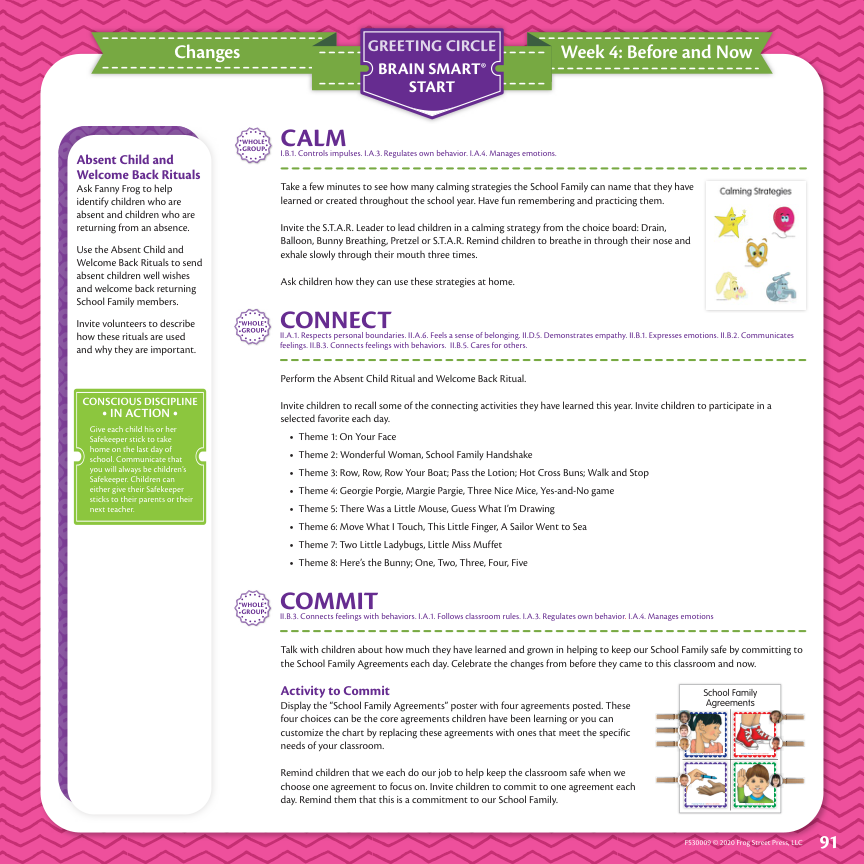 Changes
GREETING CIRCLE
BRAIN SMART®
START
Week 4: Before and Now
Absent Child and
Welcome Back Rituals
Ask Fanny Frog to help
identify children who are
absent and children who are
returning from an absence.
Use the Absent Child and
Welcome Back Rituals to send
absent children well wishes
and welcome back returning
School Family members.
Invite volunteers to describe
how these rituals are used
and why they are important.
CONSCIOUS DISCIPLINE
• IN ACTION •
Give each child his or her
Safekeeper stick to take
home on the last day of
school. Communicate that
you will always be children's
Safekeeper. Children can
either give their Safekeeper
sticks to their parents or their
next teacher.
WHOLE
GROUP
CALM
I.B.1. Controls impulses. I.A.3. Regulates own behavior. I.A.4. Manages emotions.
Take a few minutes to see how many calming strategies the School Family can name that they have
learned or created throughout the school year. Have fun remembering and practicing them.
Invite the S.T.A.R. Leader to lead children in a calming strategy from the choice board: Drain,
Balloon, Bunny Breathing, Pretzel or S.T.A.R. Remind children to breathe in through their nose and
exhale slowly through their mouth three times.
Ask children how they can use these strategies at home.
Calming Strategies
WHOLE
GROUP
CONNECT
II.A.1. Respects personal boundaries. II.A.6. Feels a sense of belonging. II.D.5. Demonstrates empathy. II.B.1. Expresses emotions. II.B.2. Communicates
feelings. II.B.3. Connects feelings with behaviors. II.B.5. Cares for others.
Perform the Absent Child Ritual and Welcome Back Ritual.
Invite children to recall some of the connecting activities they have learned this year. Invite children to participate in a
selected favorite each day.
• Theme 1: On Your Face
• Theme 2: Wonderful Woman, School Family Handshake
• Theme 3: Row, Row, Row Your Boat; Pass the Lotion; Hot Cross Buns; Walk and Stop
• Theme 4: Georgie Porgie, Margie Pargie, Three Nice Mice, Yes-and-No game
• Theme 5: There Was a Little Mouse, Guess What I'm Drawing
• Theme 6: Move What I Touch, This Little Finger, A Sailor Went to Sea
• Theme 7: Two Little Ladybugs, Little Miss Muffet
• Theme 8: Here's the Bunny; One, Two, Three, Four, Five
WHOLE
GROUP
COMMIT
II.B.3. Connects feelings with behaviors. I.A.1. Follows classroom rules. I.A.3. Regulates own behavior. I.A.4. Manages emotions
Talk with children about how much they have learned and grown in helping to keep our School Family safe by committing to
the School Family Agreements each day. Celebrate the changes from before they came to this classroom and now.
Activity to Commit
Display the "School Family Agreements" poster with four agreements posted. These
four choices can be the core agreements children have been learning or you can
customize the chart by replacing these agreements with ones that meet the specific
needs of your classroom.
Remind children that we each do our job to help keep the classroom safe when we
choose one agreement to focus on. Invite children to commit to one agreement each
day. Remind them that this is a commitment to our School Family.
School Family
Agreements
FS30009 © 2020 Frog Street Press, LLC
91